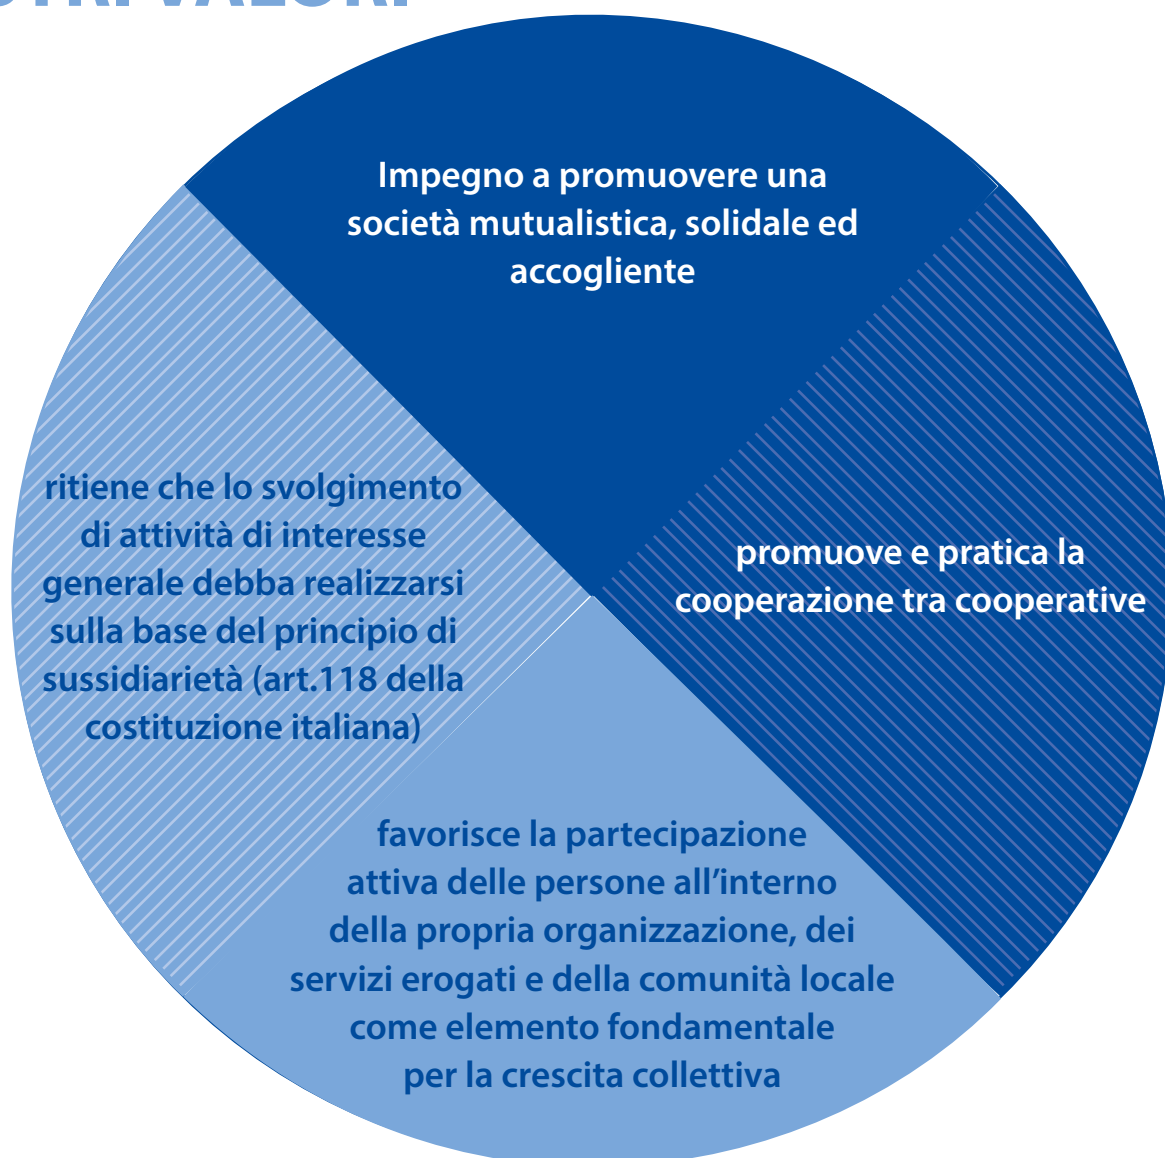 VALORI
Impegno a promuovere una
società mutualistica, solidale ed
accogliente
promuove e pratica la
cooperazione tra cooperative
favorisce la partecipazione
attiva delle persone all’interno
della propria organizzazione, dei
servizi erogati e della comunità locale
come elemento fondamentale
per la crescita collettiva
ritiene che lo svolgimento
di attività di interesse
generale debba realizzarsi
sulla base del principio di
sussidiarietà (art.118 della
costituzione italiana)